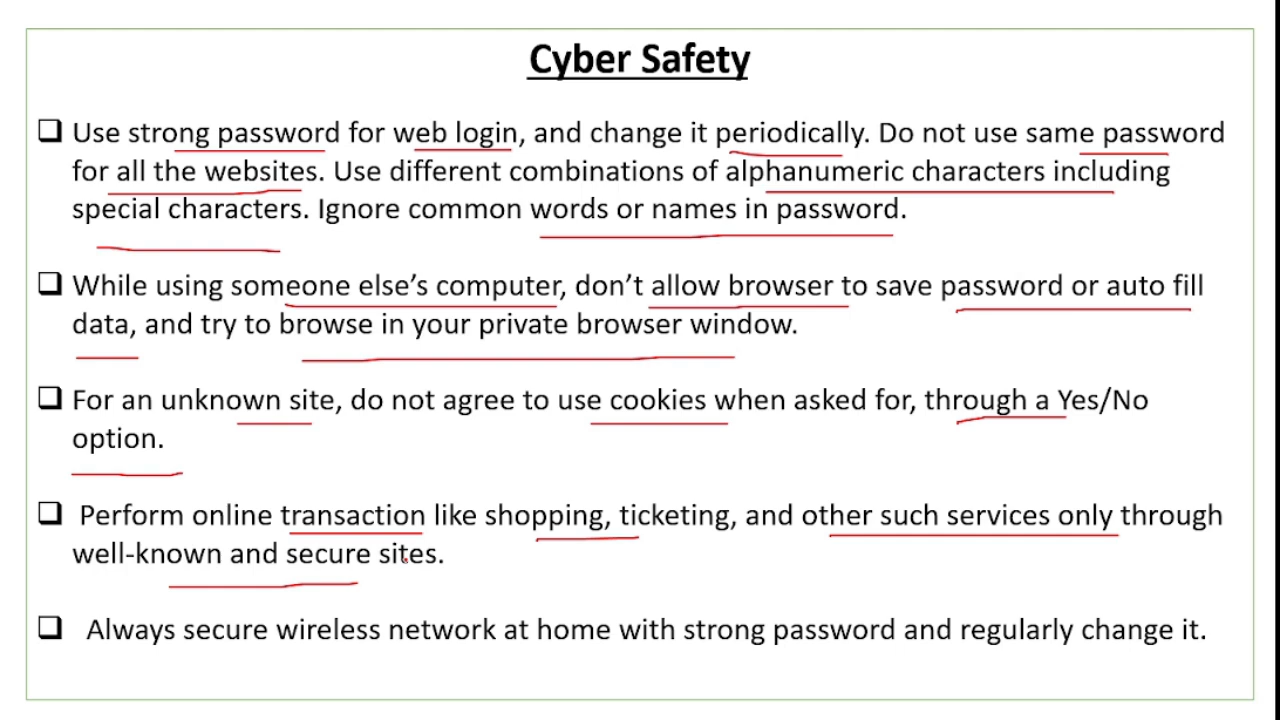 Cyber Safety
❑ Use strong password for web login, and change it periodically. Do not use same password
for all the websites. Use different combinations of alphanumeric characters including
special characters. Ignore common words or names in password.
❑ While using someone else’s computer, don’t allow browser to save password or auto fill
data, and try to browse in your private browser window.
❑ For an unknown site, do not agree to use cookies when asked for, through a Yes/No
option.
❑ Perform online transaction like shopping, ticketing, and other such services only through
well-known and secure sites.
❑ Always secure wireless network at home with strong password and regularly change it.